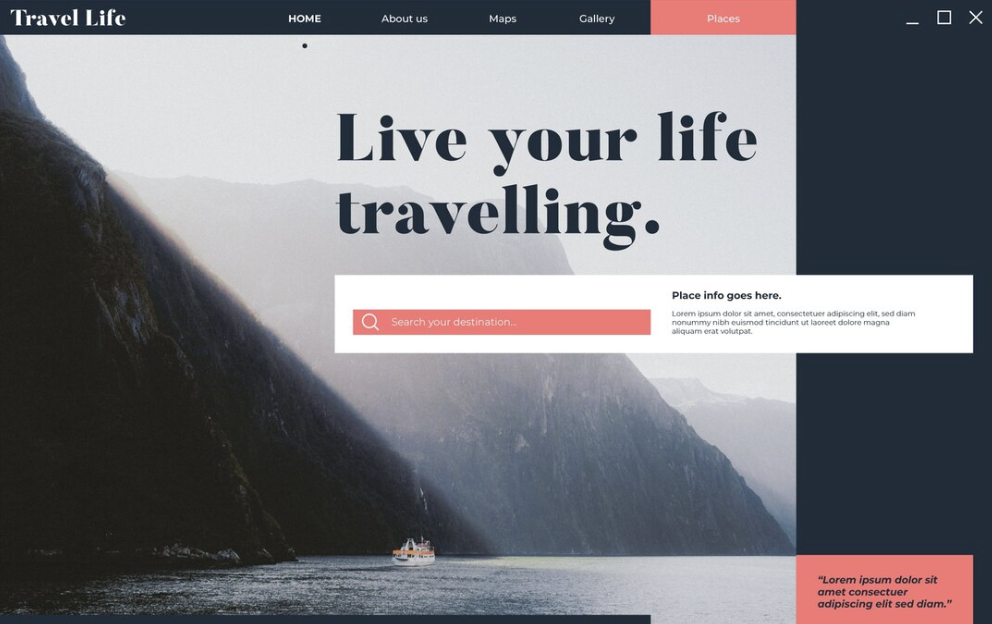 Travel Life
HOME
About us
Maps
Gallery
Places
Live your life
travelling.
Search your destination...
Place info goes here.
Lorem ipsum dolor sit amet, consectetuer adipiscing elit, sed diam
nonummy nibh euismod tincidunt ut laoreet dolore magna
aliquam erat volutpat.
“Lorem ipsum dolor sit
amet consectuer
adipiscing elit sed diam.”